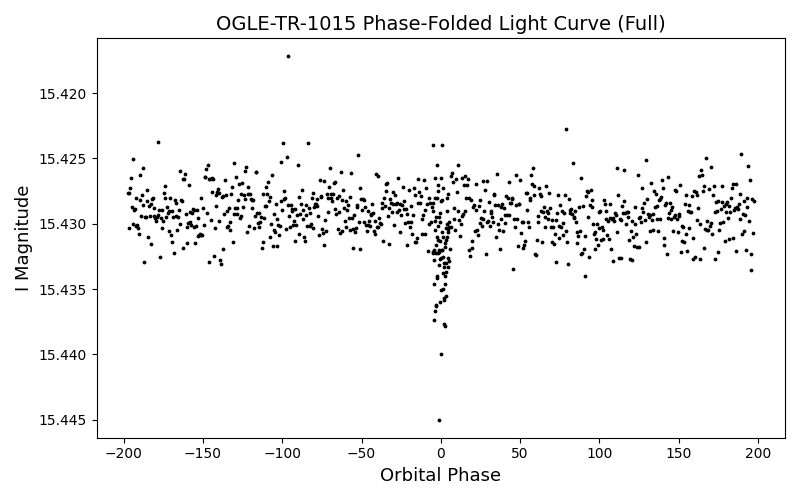 OGLE-TR-1015 Phase-Folded Light Curve (Full)
15.420
15.425
15.430
15.435
15.440
15.445
I Magnitude
−200 −150 −100 −50 0 50 100 150 200
Orbital Phase